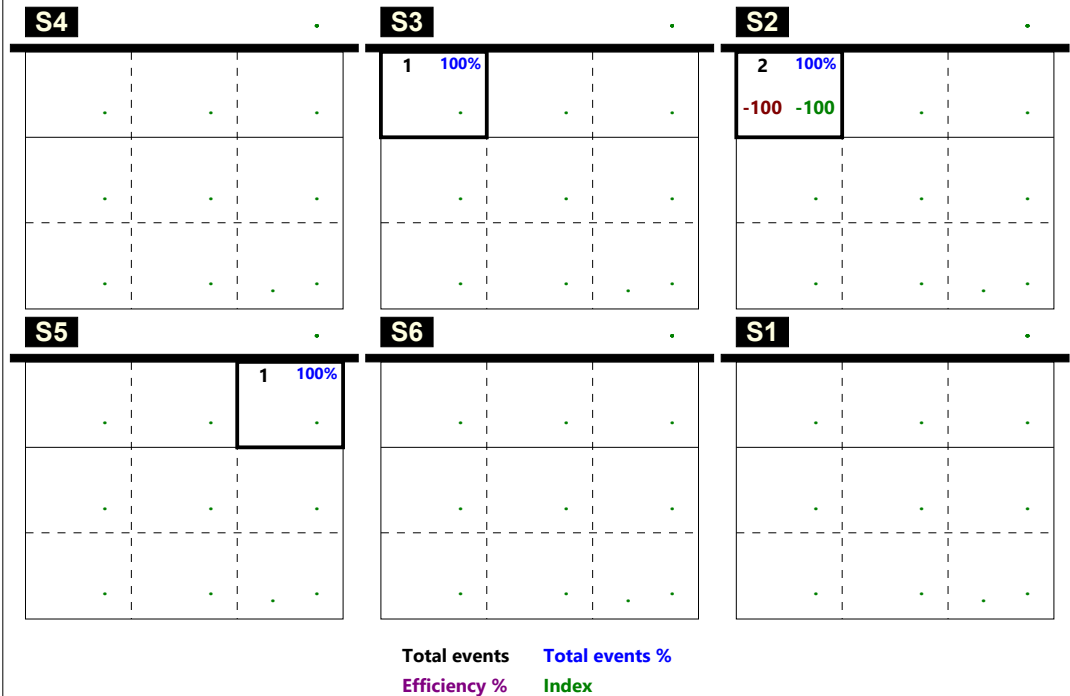 S4 S3 S2
1 100% 2 100%
-100 -100
S5 S6 S1
1 100%
Total events Total events %
Efficiency % Index